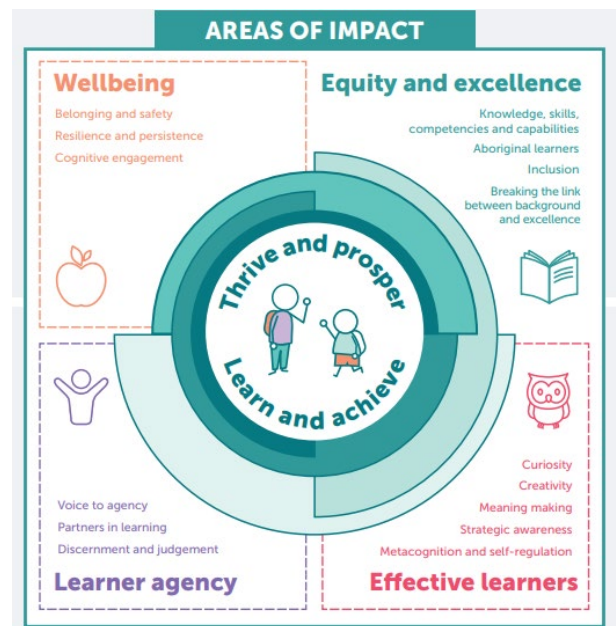 AREAS OF IMPACT
Wellbeing
Belonging and safety
Resilience and persistence
Cognitive engagement
Equity and excellence
Knowledge, skills,
competencies and capabilities
Aboriginal learners
Inclusion
Breaking the link
between background
and excellence
Thrive and prosper
Learn and achieve
Voice to agency
Partners in learning
Discernment and judgement
Learner agency
Curiosity
Creativity
Meaning making
Strategic awareness
Metacognition and self-regulation
Effective learners